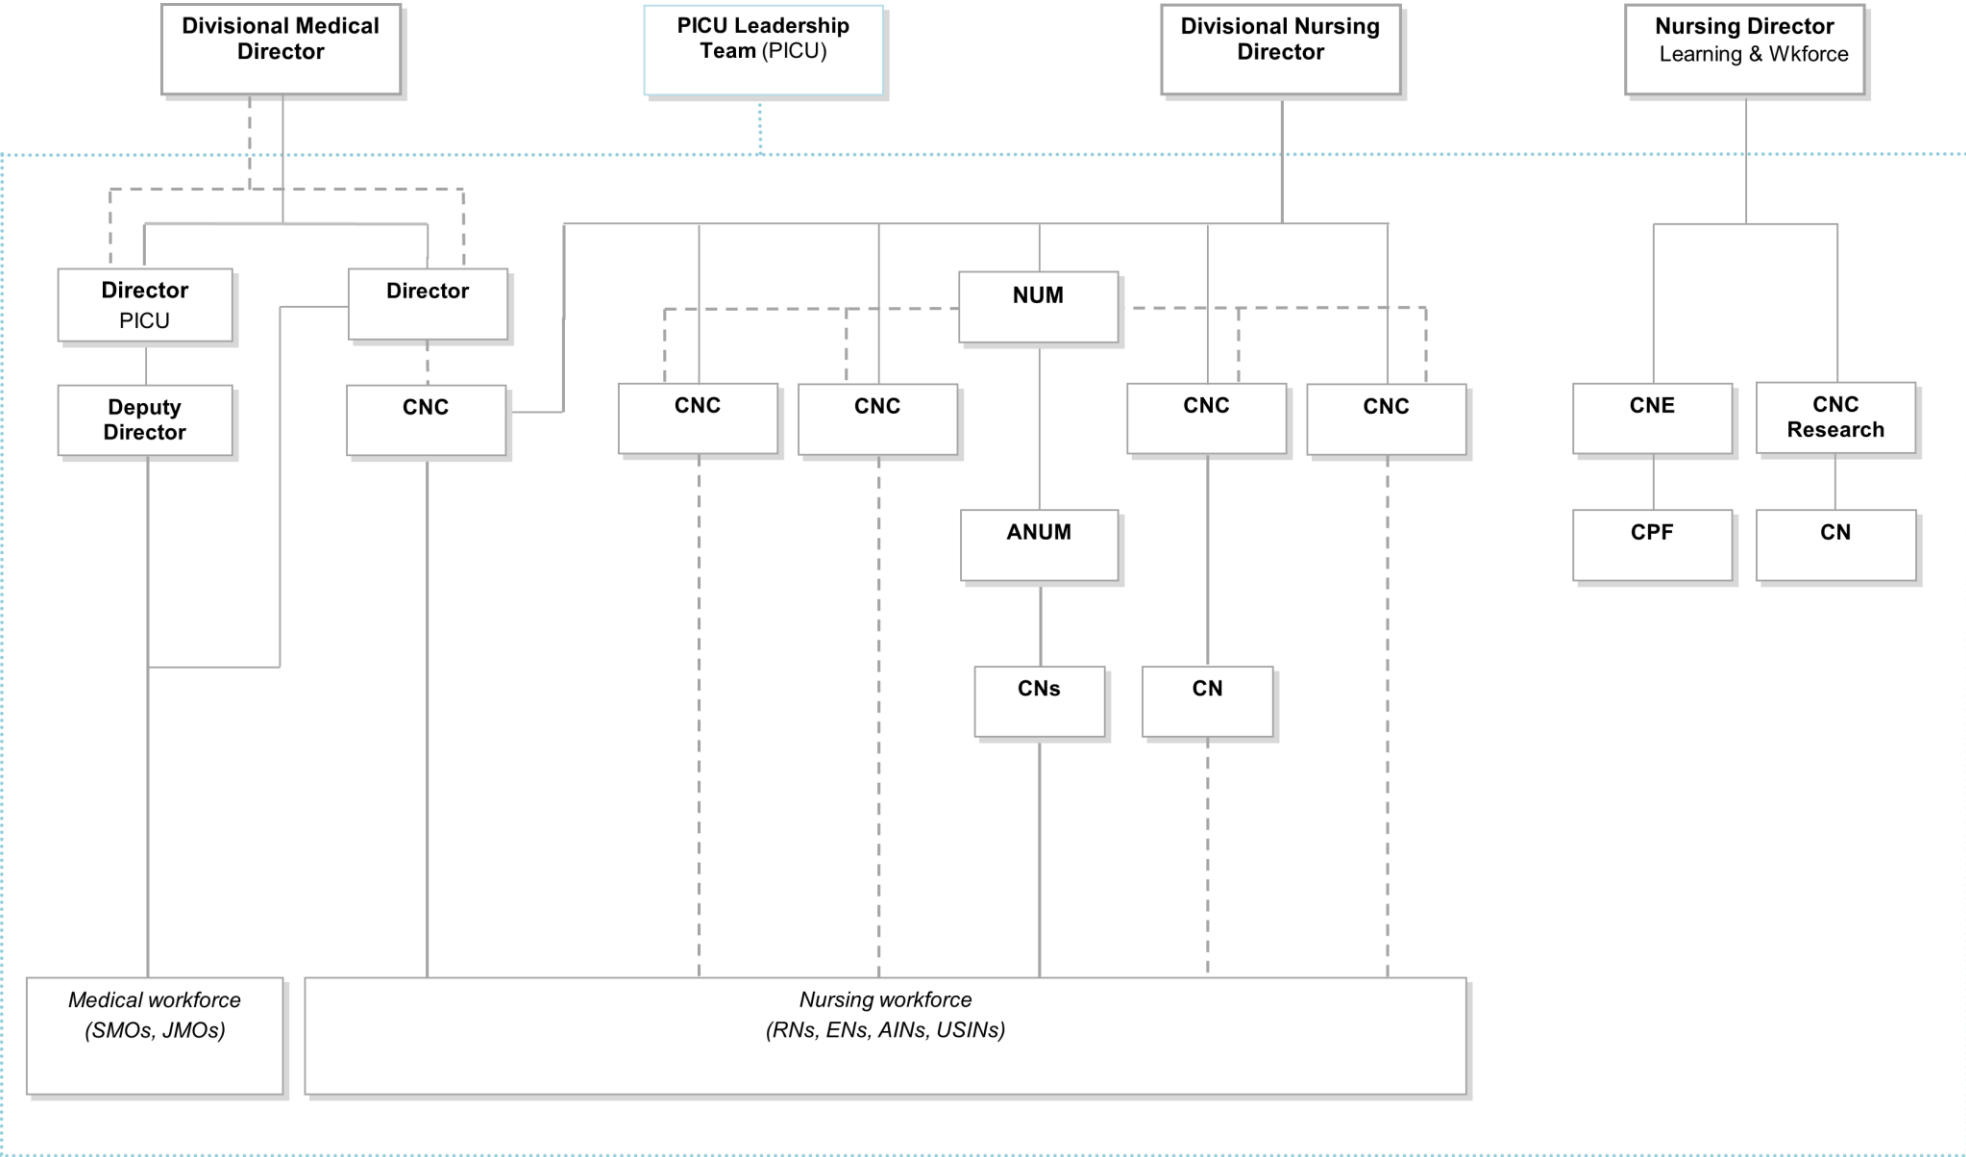 Divisional Medical
Director
PICU Leadership
Team (PICU)
Divisional Nursing
Director
Nursing Director
Learning & Wkforce
Director
PICU
Director
NUM
Deputy
Director
CNC
CNC
CNC
CNC
CNC
CNE
CNC
Research
ANUM
CPF
CN
CNs
CN
Medical workforce
(SMOs, JMOs)
Nursing workforce
(RNs, ENs, AINs, USINs)